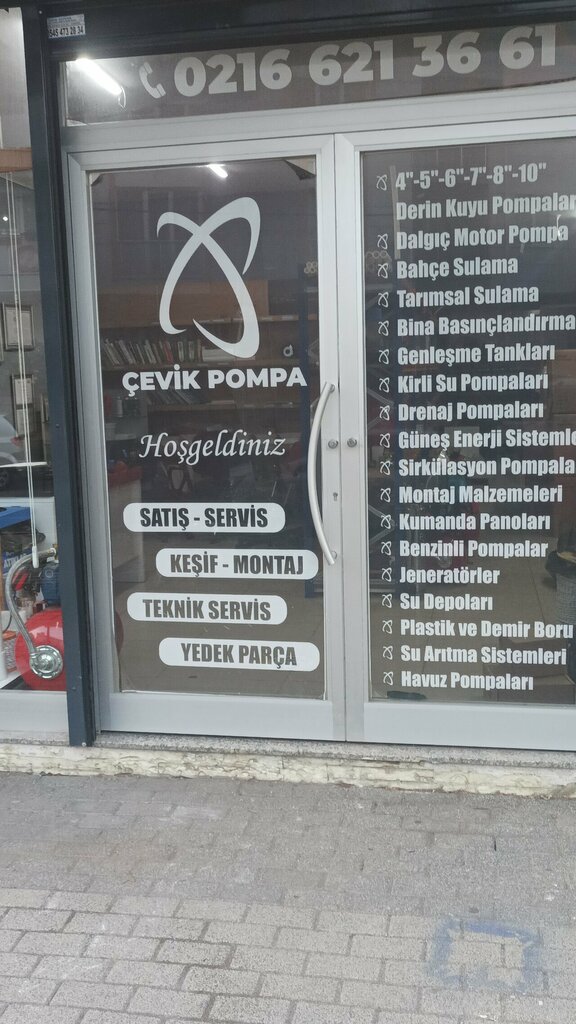 0216 621 36 61
ÇEVİK POMPA
Hoşgeldiniz
SATIŞ - SERVİS
KEŞİF - MONTAJ
TEKNİK SERVİS
YEDEK PARÇA
4"-5"-6"-7"-8"-10"
Derin Kuyu Pompalar
Dalgıç Motor Pompa
Bahçe Sulama
Tarımsal Sulama
Bina Basınçlandırma
Genleşme Tankları
Kirli Su Pompaları
Drenaj Pompaları
Güneş Enerji Sistemle
Sirkülasyon Pompala
Montaj Malzemeleri
Kumanda Panoları
Benzinli Pompalar
Jeneratörler
Su Depoları
Plastik ve Demir Boru
Su Arıtma Sistemleri
Havuz Pompaları